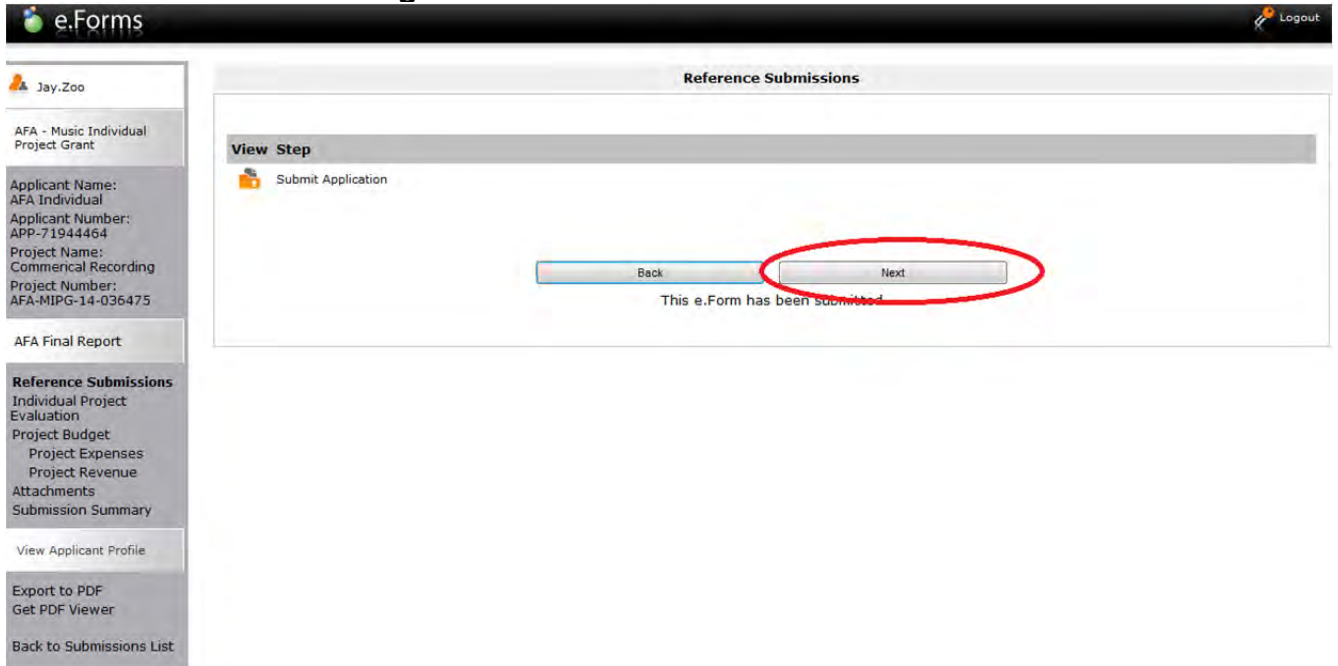 e.Forms
Logout
Jay.Zoo
AFA - Music Individual
Project Grant
Applicant Name:
AFA Individual
Applicant Number:
APP-71944464
Project Name:
Commerical Recording
Project Number:
AFA-MIPG-14-036475
AFA Final Report
Reference Submissions
Individual Project
Evaluation
Project Budget
Project Expenses
Project Revenue
Attachments
Submission Summary
View Applicant Profile
Export to PDF
Get PDF Viewer
Back to Submissions List
Reference Submissions
View Step
Submit Application
Back Next
This e.Form has been submitted